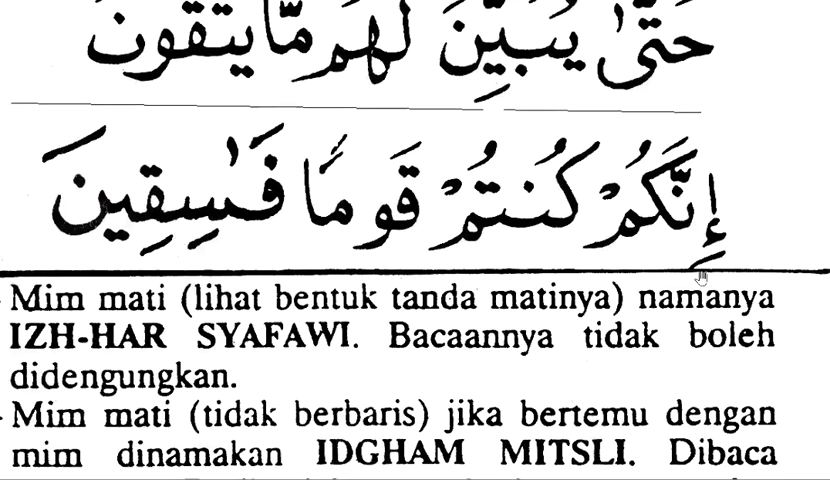 حَتَّىٰ يُبَيِّنَ لَهُم مَّا يَتَّقُونَ
إِنَّكُمْ كُنتُمْ قَوْمًا فَٰسِقِينَ
- Mim mati (lihat bentuk tanda matinya) namanya
IZH-HAR SYAFAWI. Bacaannya tidak boleh
didengungkan.
- Mim mati (tidak berbaris) jika bertemu dengan
mim dinamakan IDGHAM MITSLI. Dibaca